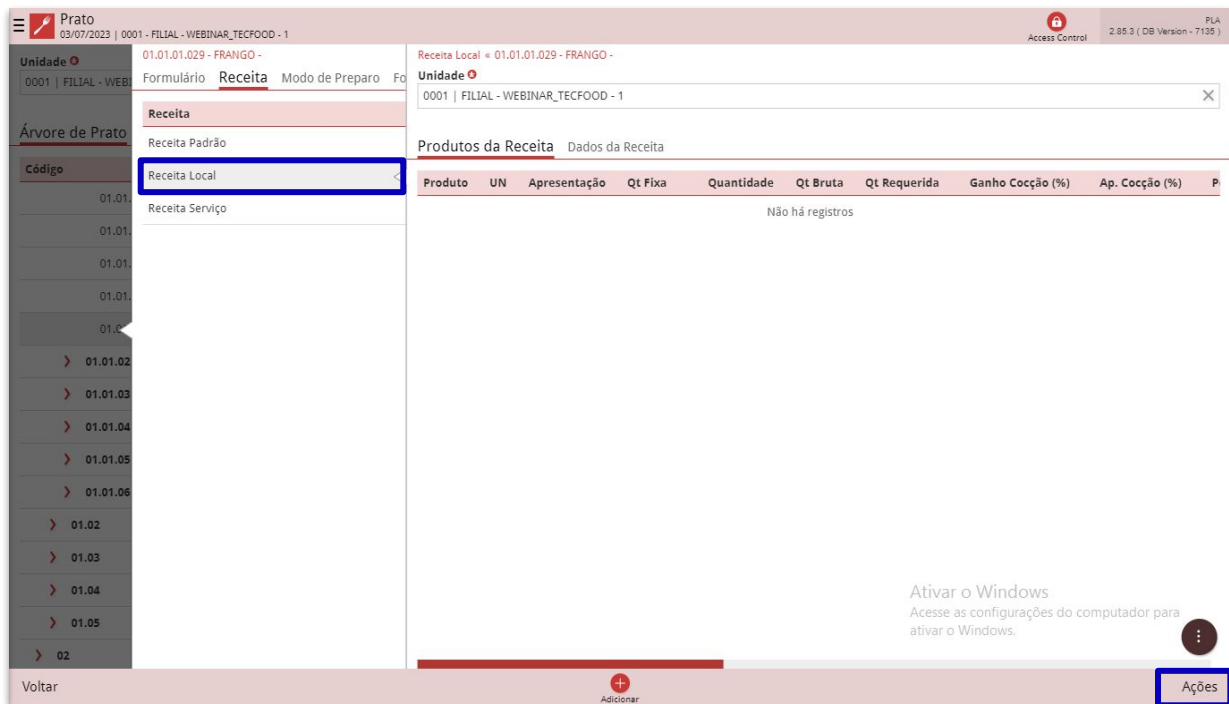 Prato
03/07/2023 | 0001 - FILIAL - WEBINAR_TECFOOD - 1
Access Control
PLA
2.85.3 ( DB Version - 7135 )
Unidade
0001 | FILIAL - WEBI
Árvore de Prato
Código
01.01.
01.01.
01.01.
01.01.
01.0
01.01.02
01.01.03
01.01.04
01.01.05
01.01.06
01.02
01.03
01.04
01.05
02
01.01.01.029 - FRANGO -
Formulário Receita Modo de Preparo Fo
Receita
Receita Padrão
Receita Local
Receita Serviço
Receita Local « 01.01.01.029 - FRANGO -
Unidade
0001 | FILIAL - WEBINAR_TECFOOD - 1
Produtos da Receita Dados da Receita
Produto UN Apresentação Qt Fixa Quantidade Qt Bruta Qt Requerida Ganho Cocção (%) Ap. Cocção (%)
Não há registros
Ativar o Windows
Acesse as configurações do computador para
ativar o Windows.
Voltar
Adicionar
Ações